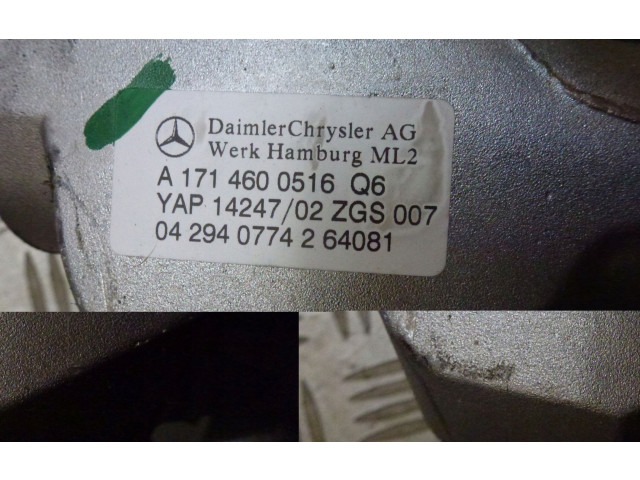 DaimlerChrysler AG
Werk Hamburg ML2
A 171 460 0516 Q6
YAP 14247/02 ZGS 007
04 294 0774 2 64081